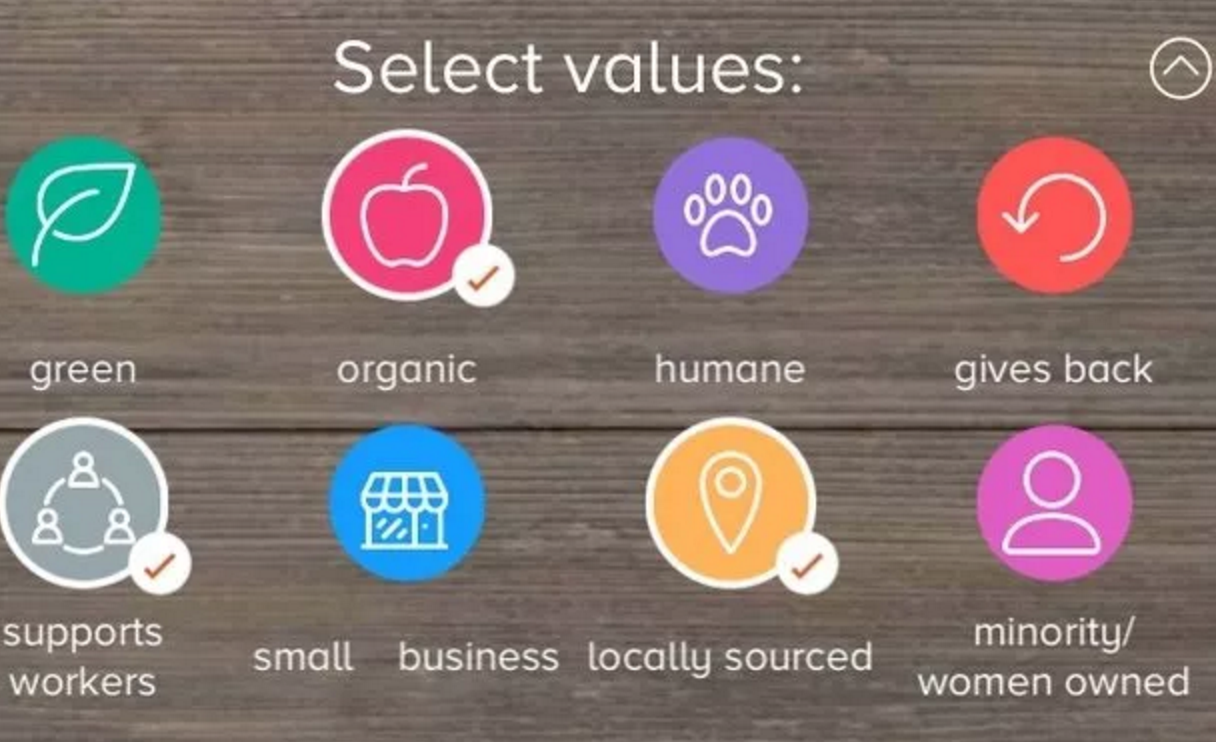 Select values:
green organic humane gives back
supports
workers
small business
locally sourced
minority/
women owned